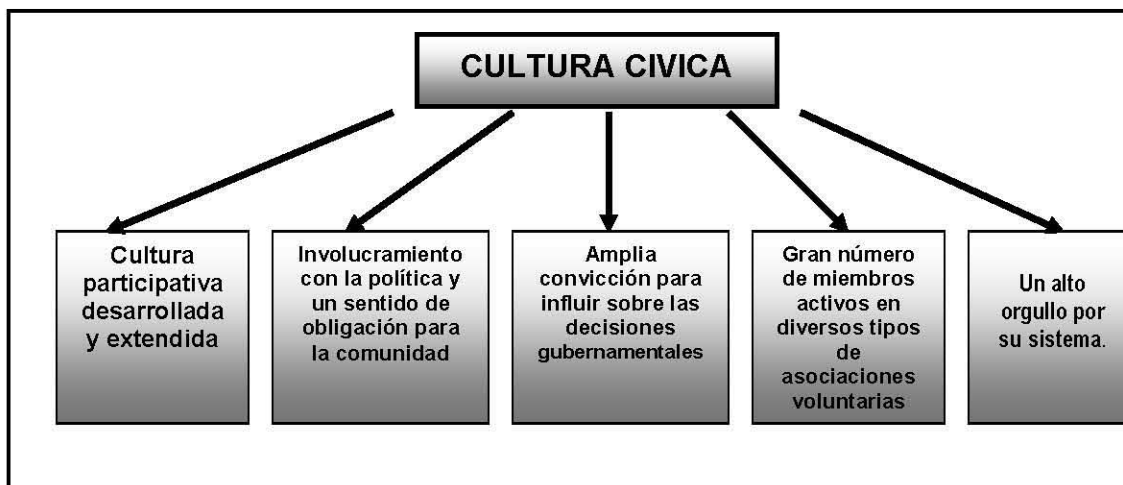 CULTURA CIVICA
Cultura
participativa
desarrollada
y extendida
Involucramiento
con la política y
un sentido de
obligación para
la comunidad
Amplia
convicción para
influir sobre las
decisiones
gubernamentales
Gran número
de miembros
activos en
diversos tipos
de
asociaciones
voluntarias
Un alto
orgullo por
su sistema.